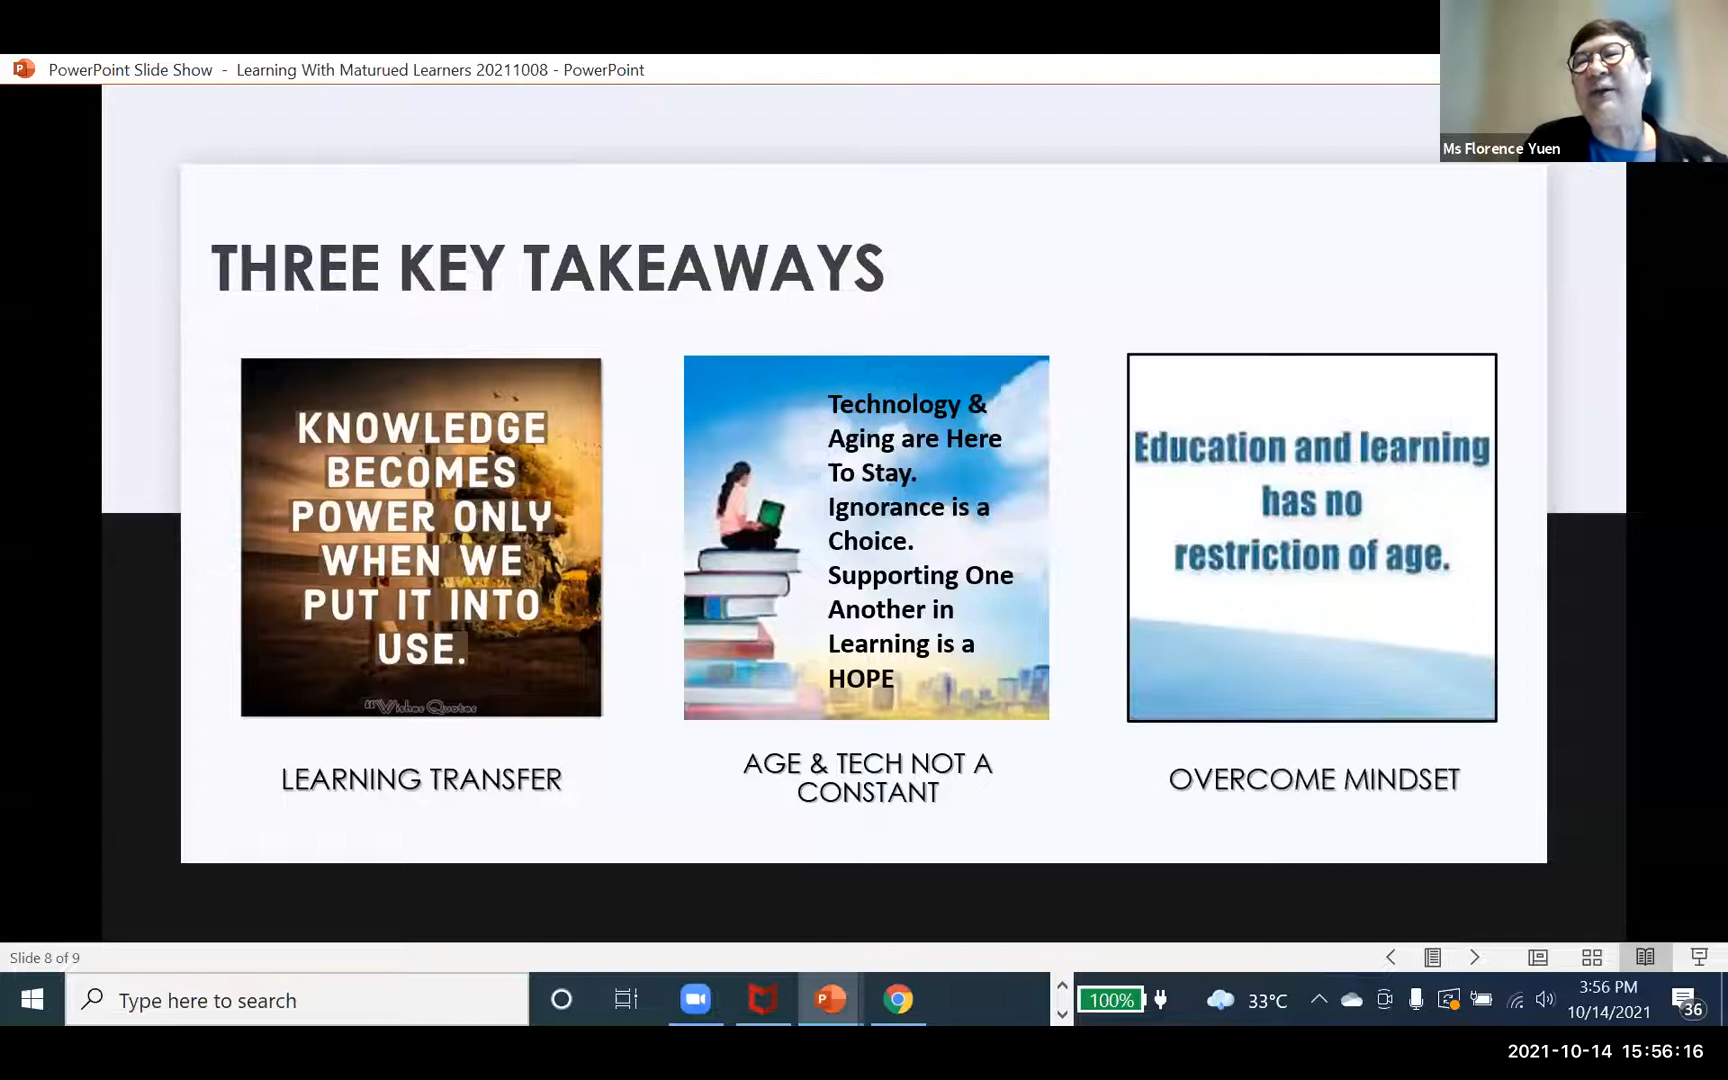 PowerPoint Slide Show - Learning With Maturued Learners 20211008 - PowerPoint
Ms Florence Yuen
THREE KEY TAKEAWAYS
KNOWLEDGE
BECOMES
POWER ONLY
WHEN WE
PUT IT INTO
USE.
WishesQuotes
LEARNING TRANSFER
Technology &
Aging are Here
To Stay.
Ignorance is a
Choice.
Supporting One
Another in
Learning is a
HOPE
AGE & TECH NOT A
CONSTANT
Education and learning
has no
restriction of age.
OVERCOME MINDSET
Slide 8 of 9
Type here to search
100%
33°C
3:56 PM
10/14/2021
36
2021-10-14 15:56:16